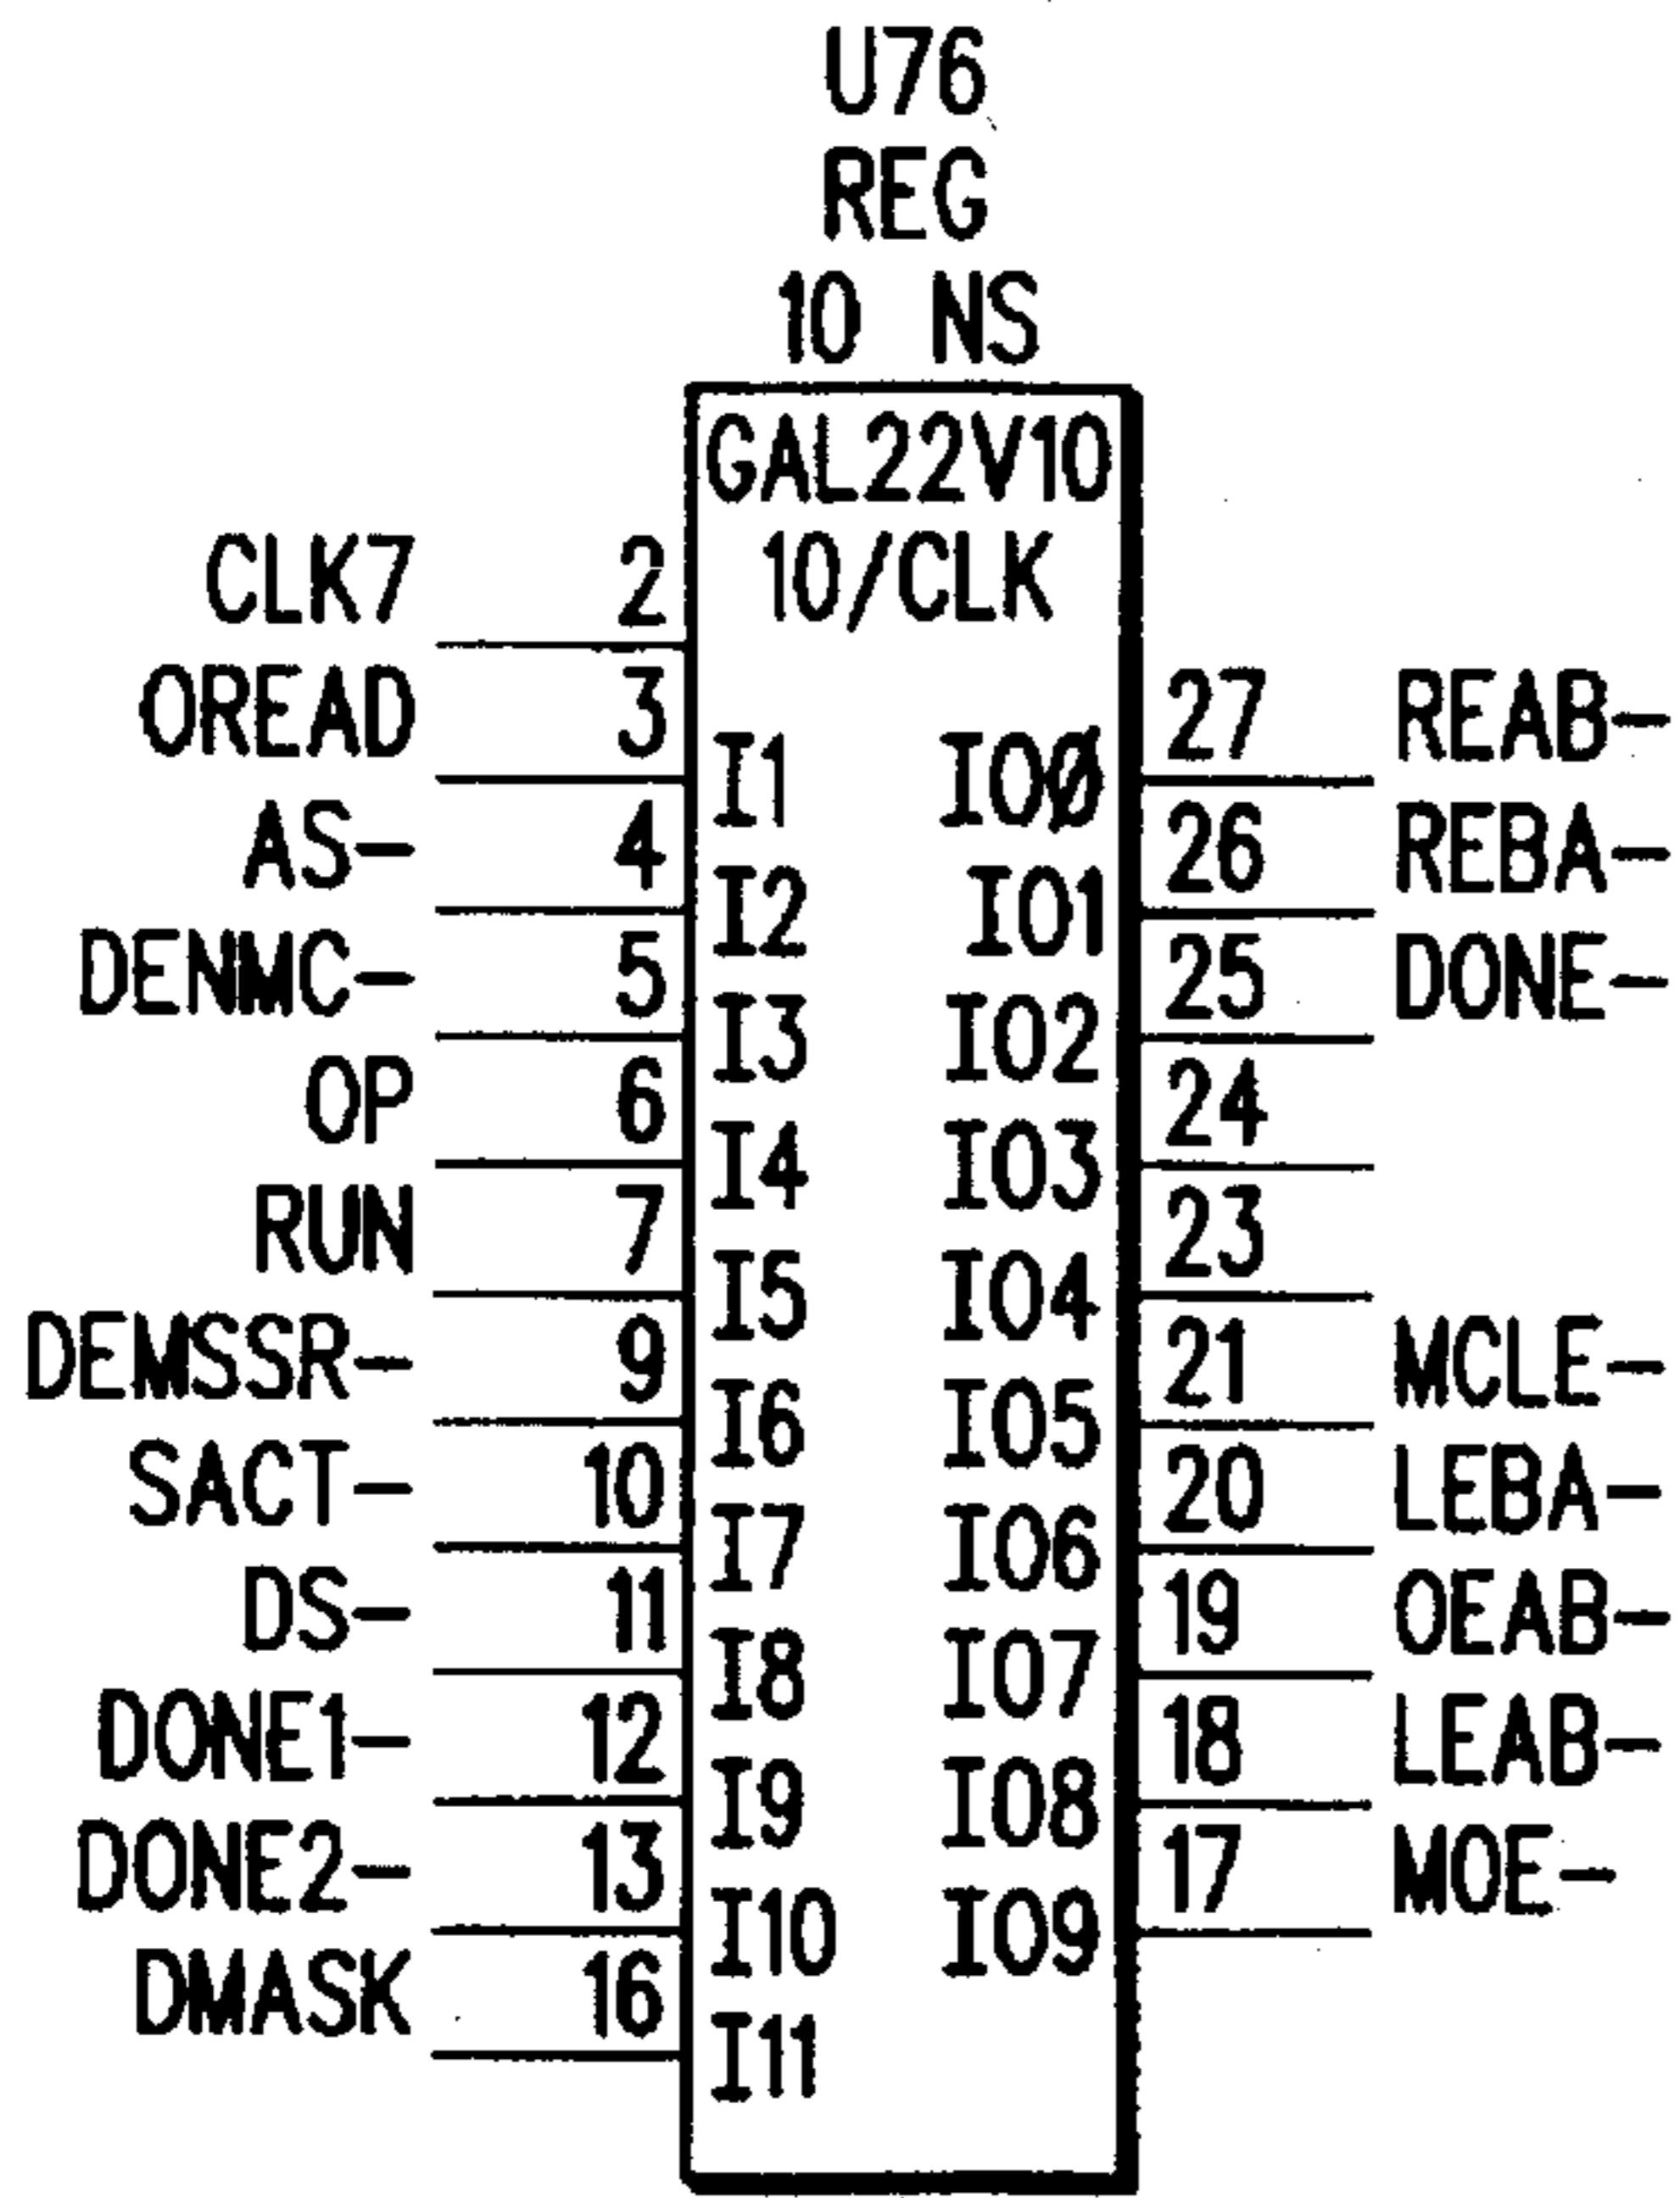 U76
REG
10 NS
GAL22V10
CLK7 2 10/CLK
OREAD 3 I1 IOØ 27 REAB-
AS- 4 I2 IO1 26 REBA-
DENMC- 5 I3 IO2 25 DONE-
OP 6 I4 IO3 24
RUN 7 I5 IO4 23
DEMSSR- 9 I6 IO5 21 MCLE-
SACT- 10 I7 IO6 20 LEBA-
DS- 11 I8 IO7 19 OEAB-
DONE1- 12 I9 IO8 18 LEAB-
DONE2- 13 I10 IO9 17 MOE-
DMASK 16 I11